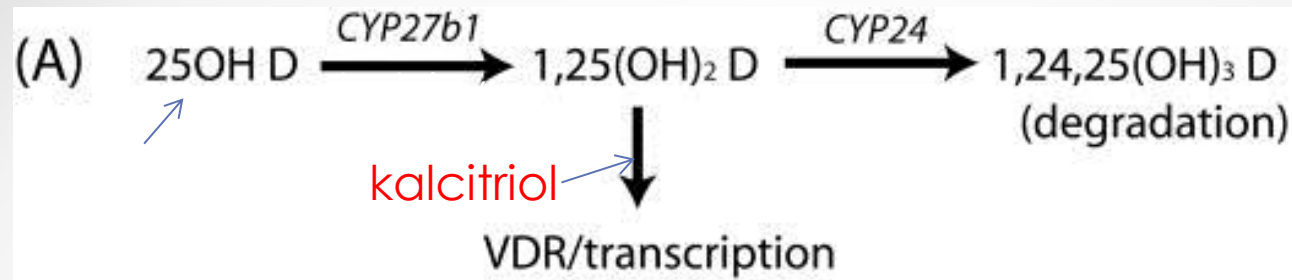 CYP27b1 CYP24
(A) 25OH D 1,25(OH)₂ D 1,24,25(OH)₃ D
(degradation)
kalcitriol
VDR/transcription